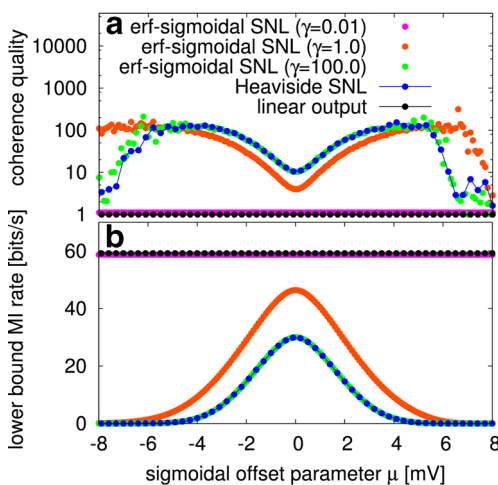 a
erf-sigmoidal SNL (γ=0.01)
erf-sigmoidal SNL (γ=1.0)
erf-sigmoidal SNL (γ=100.0)
Heaviside SNL
linear output
coherence quality
10000
1000
100
10
1
b
lower bound MI rate [bits/s]
90
60
30
0
-8 -6 -4 -2 0 2 4 6 8
sigmoidal offset parameter μ [mV]